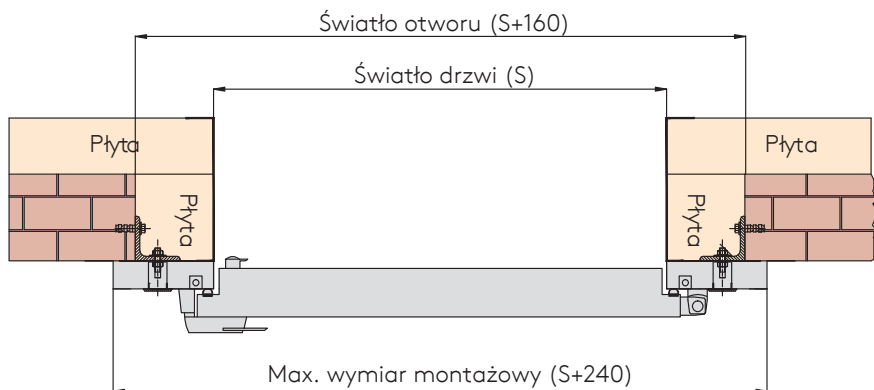 Światło otworu (S+160)
Światło drzwi (S)
Płyta
Płyta
Płyta
Płyta
Max. wymiar montażowy (S+240)